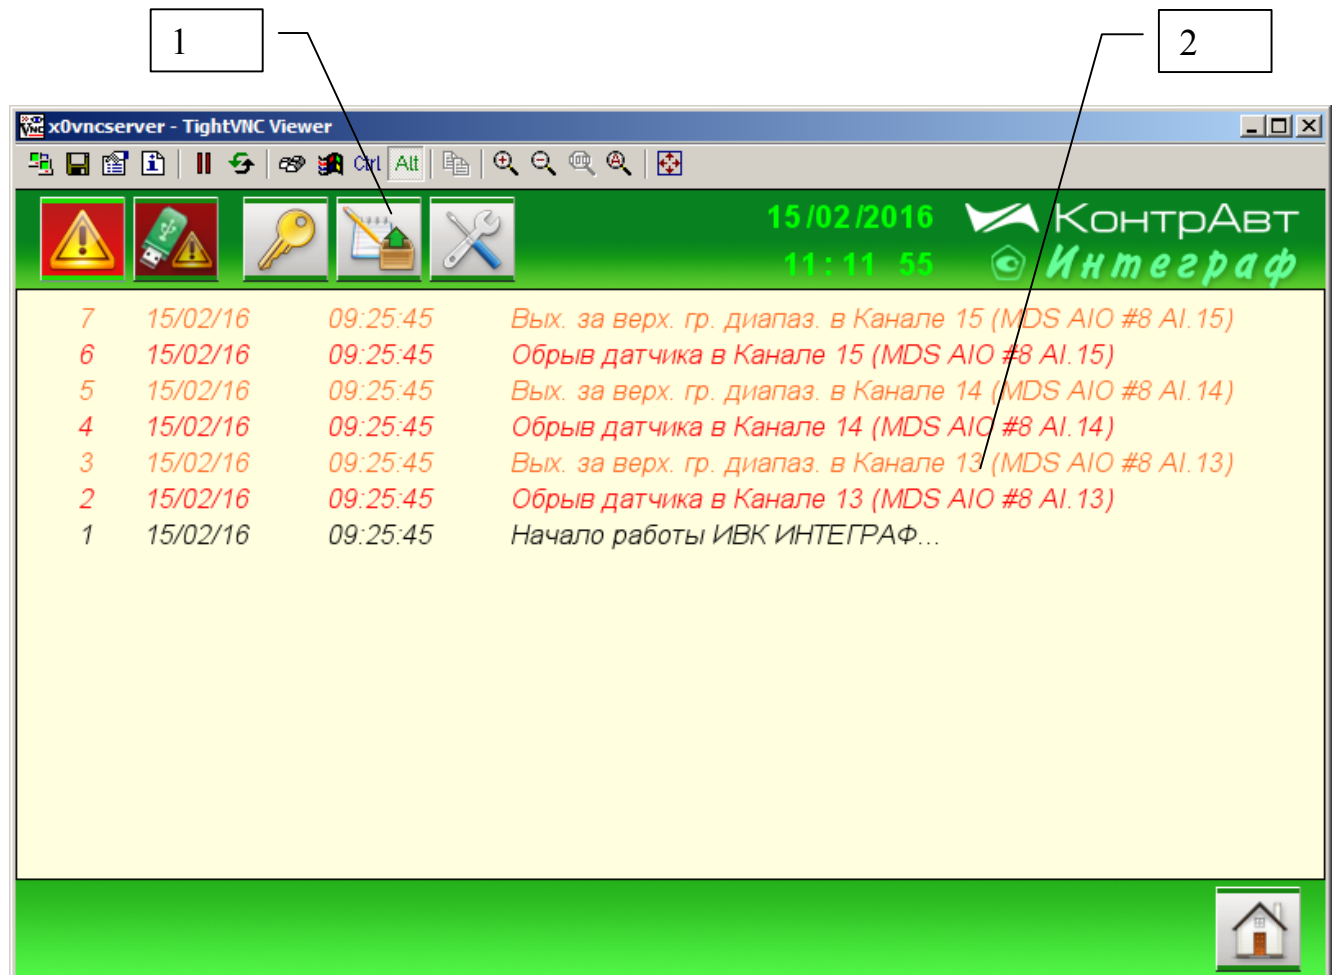 1
2
x0vncserver - TightVNC Viewer
Ctrl Alt
15/02/2016 КонтрАвт
11:11 55 Интеграф
7 15/02/16 09:25:45 Вых. за верх. гр. диапаз. в Канале 15 (MDS AIO #8 AI.15)
6 15/02/16 09:25:45 Обрыв датчика в Канале 15 (MDS AIO #8 AI.15)
5 15/02/16 09:25:45 Вых. за верх. гр. диапаз. в Канале 14 (MDS AIO #8 AI.14)
4 15/02/16 09:25:45 Обрыв датчика в Канале 14 (MDS AIO #8 AI.14)
3 15/02/16 09:25:45 Вых. за верх. гр. диапаз. в Канале 13 (MDS AIO #8 AI.13)
2 15/02/16 09:25:45 Обрыв датчика в Канале 13 (MDS AIO #8 AI.13)
1 15/02/16 09:25:45 Начало работы ИВК ИНТЕГРАФ...